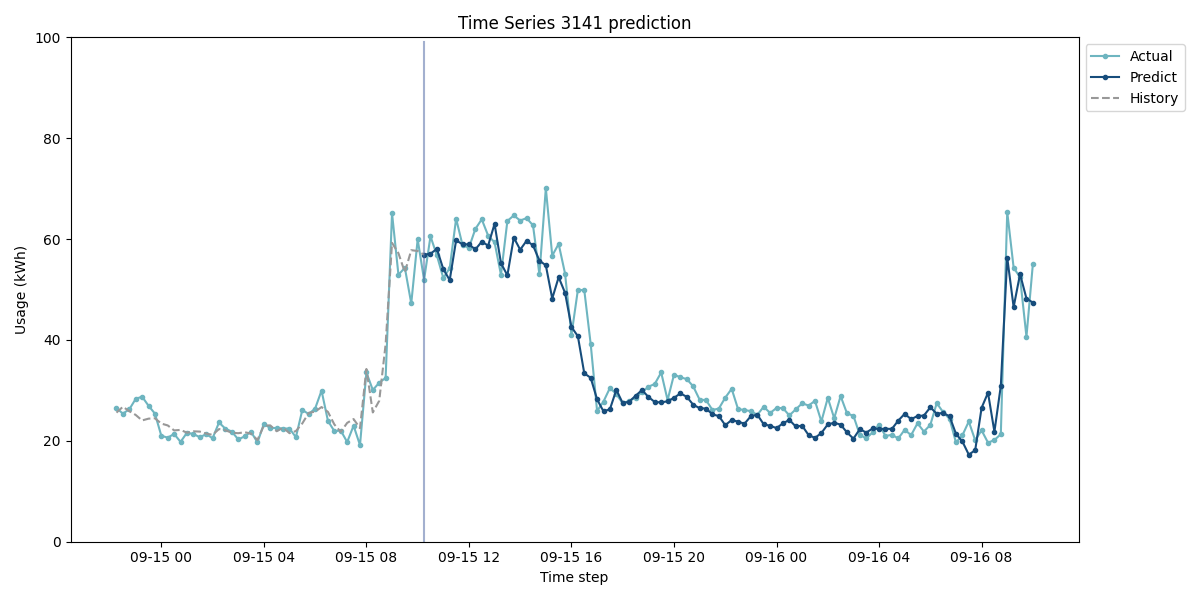 Time Series 3141 prediction
100
80
60
40
20
0
Usage (kWh)
09-15 00
09-15 04
09-15 08
09-15 12
09-15 16
09-15 20
09-16 00
09-16 04
09-16 08
Time step
Actual
Predict
History